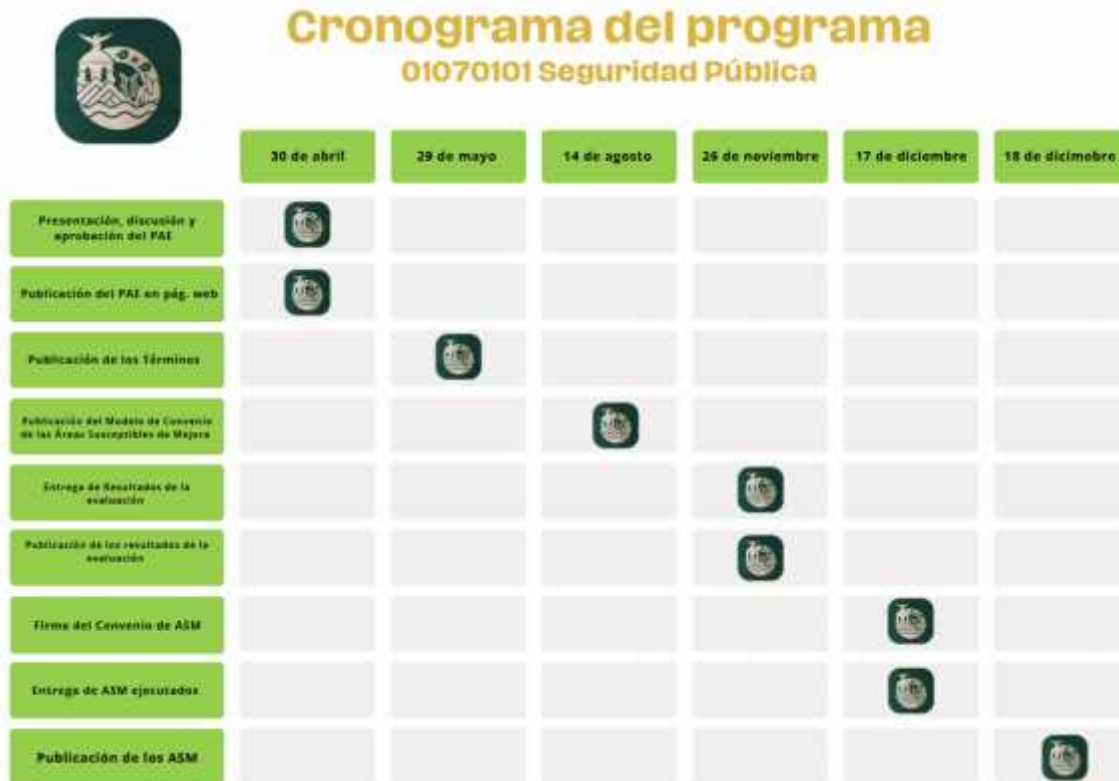 Cronograma del programa
01070101 Seguridad Pública
30 de abril
29 de mayo
14 de agosto
26 de noviembre
17 de diciembre
18 de dicimebre
Presentación, discusión y
aprobación del PAE
Publicación del PAE en pág. web
Publicación de los Términos
Publicación del Modelo de Convenio
de las Áreas Susceptibles de Mejora
Entrega de Resultados de la
evaluación
Publicación de los resultados de la
evaluación
Firma del Convenio de ASM
Entrega de ASM ejecutados
Publicación de los ASM